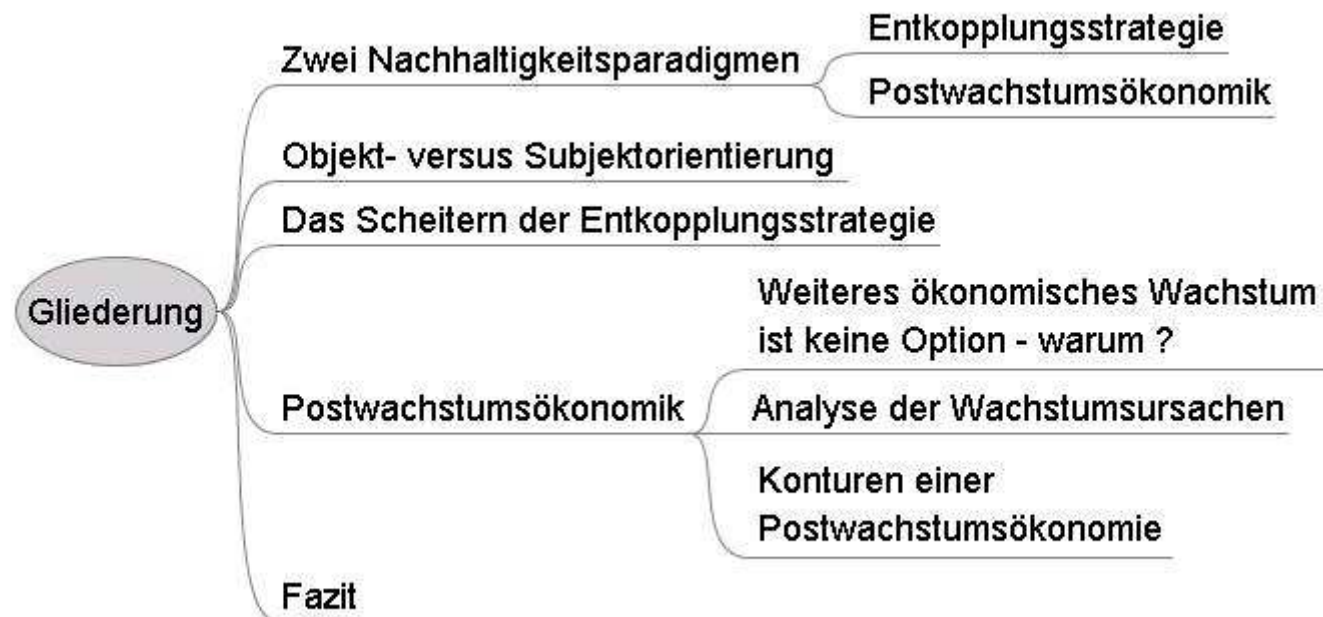 Gliederung
Zwei Nachhaltigkeitsparadigmen
Entkopplungsstrategie
Postwachstumsökonomik
Objekt- versus Subjektorientierung
Das Scheitern der Entkopplungsstrategie
Postwachstumsökonomik
Weiteres ökonomisches Wachstum
ist keine Option - warum ?
Analyse der Wachstumsursachen
Konturen einer
Postwachstumsökonomie
Fazit